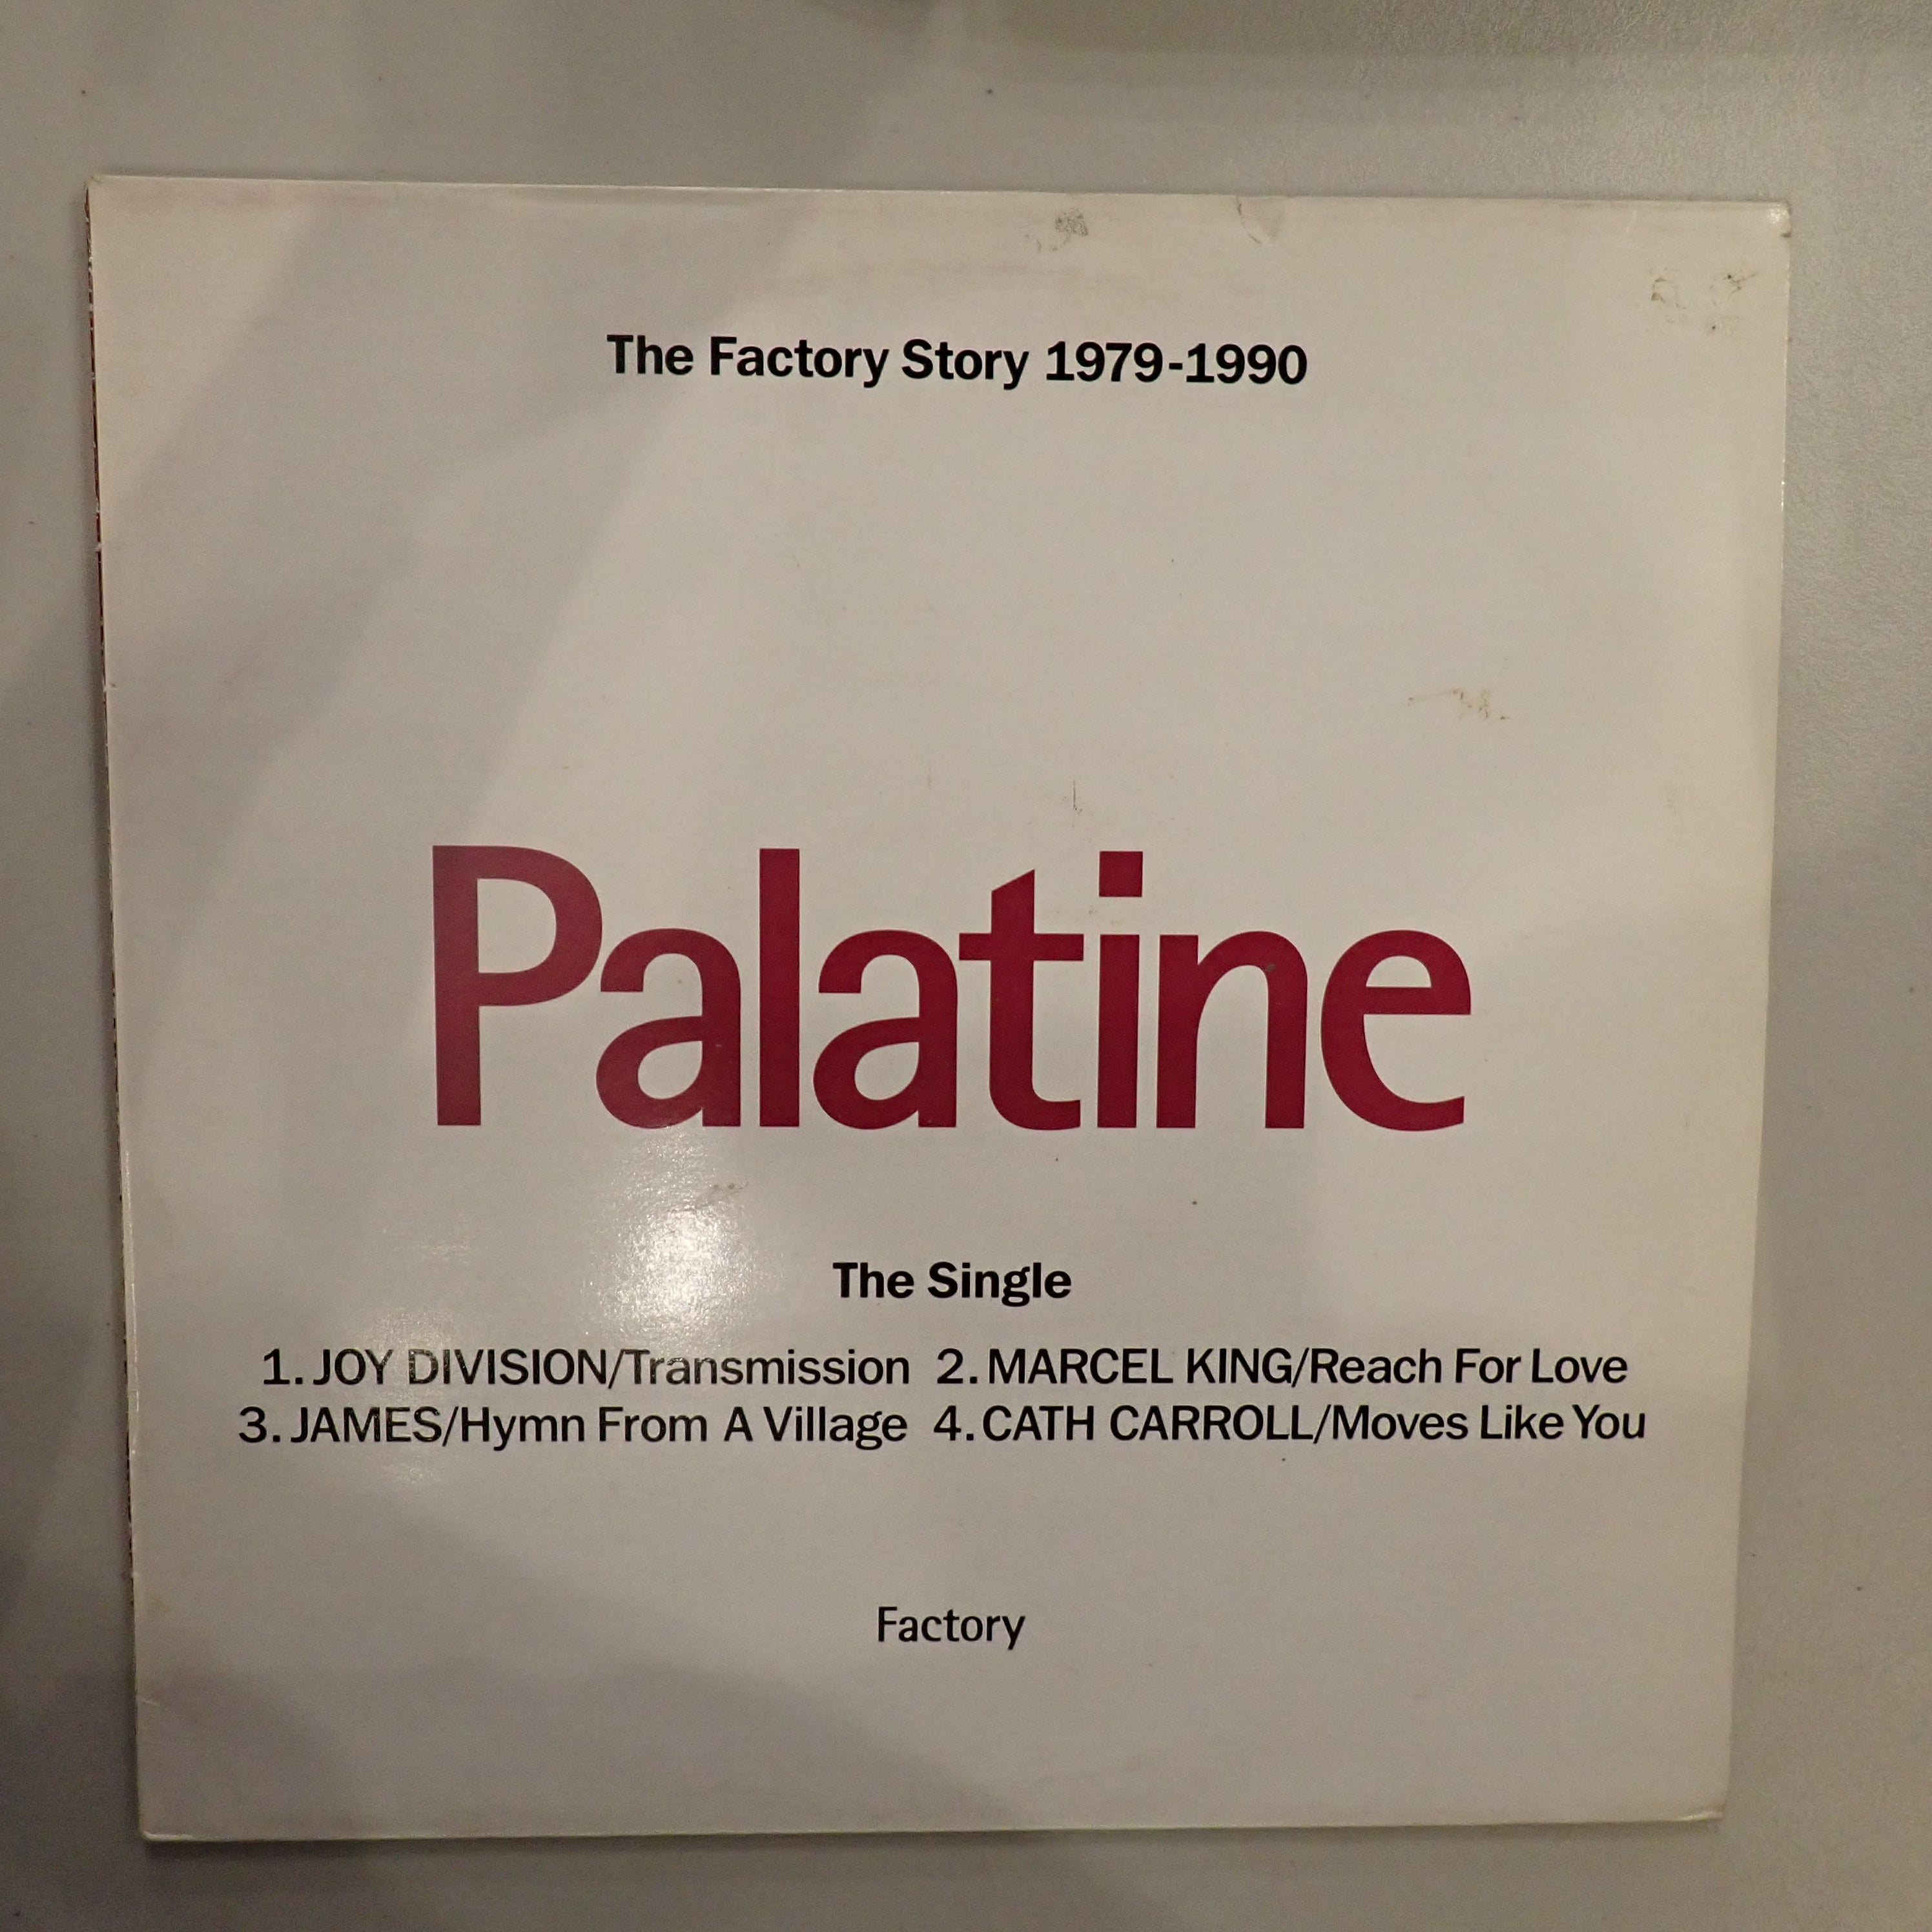 The Factory Story 1979-1990
Palatine
The Single
1. JOY DIVISION/Transmission 2. MARCEL KING/Reach For Love
3. JAMES/Hymn From A Village 4. CATH CARROLL/Moves Like You
Factory